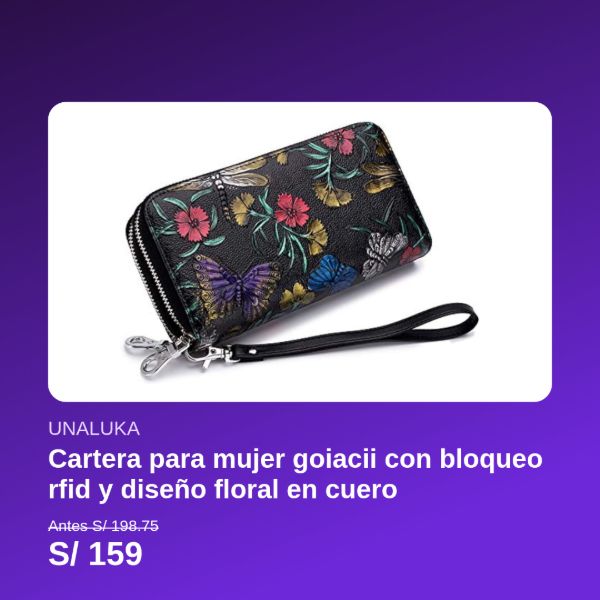 UNALUKA
Cartera para mujer goiacii con bloqueo
rfid y diseño floral en cuero
Antes S/ 198.75
S/ 159